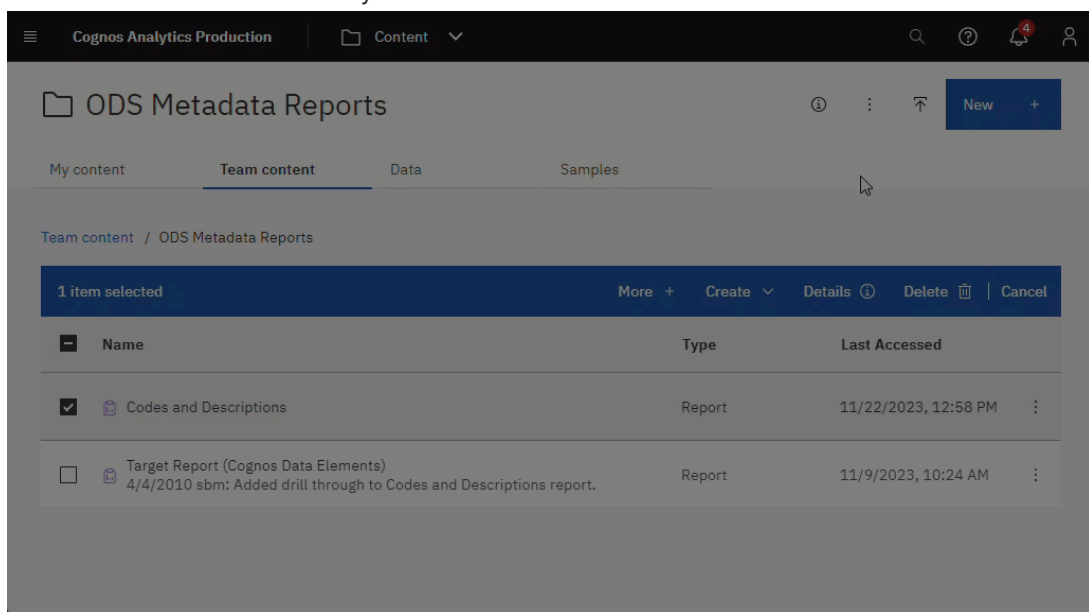 Cognos Analytics Production Content 4
ODS Metadata Reports New +
My content Team content Data Samples
Team content / ODS Metadata Reports
1 item selected More + Create Details Delete | Cancel
Name Type Last Accessed
Codes and Descriptions Report 11/22/2023, 12:58 PM
Target Report (Cognos Data Elements) Report 11/9/2023, 10:24 AM
4/4/2010 sbm: Added drill through to Codes and Descriptions report.